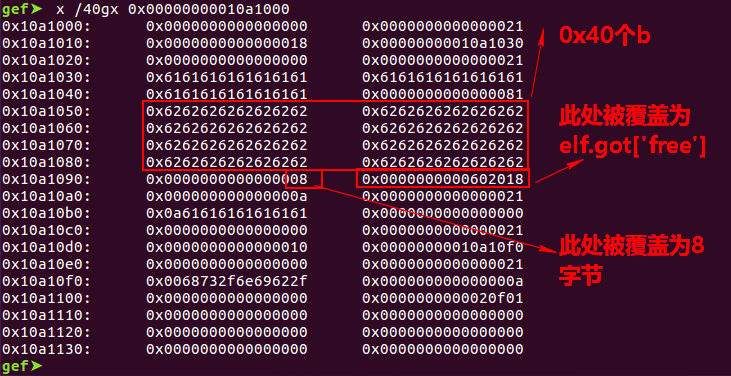 gef➤  x /40gx 0x00000000010a1000
0x10a1000: 0x0000000000000000 0x0000000000000021
0x10a1010: 0x0000000000000018 0x00000000010a1030
0x10a1020: 0x0000000000000000 0x0000000000000021
0x10a1030: 0x6161616161616161 0x6161616161616161
0x10a1040: 0x6161616161616161 0x0000000000000081
0x10a1050: 0x6262626262626262 0x6262626262626262
0x10a1060: 0x6262626262626262 0x6262626262626262
0x10a1070: 0x6262626262626262 0x6262626262626262
0x10a1080: 0x6262626262626262 0x6262626262626262
0x10a1090: 0x0000000000000008 0x0000000000602018
0x10a10a0: 0x000000000000000a 0x0000000000000021
0x10a10b0: 0x0a61616161616161 0x0000000000000000
0x10a10c0: 0x0000000000000000 0x0000000000000021
0x10a10d0: 0x0000000000000010 0x00000000010a10f0
0x10a10e0: 0x0000000000000000 0x0000000000000021
0x10a10f0: 0x0068732f6e69622f 0x000000000000000a
0x10a1100: 0x0000000000000000 0x0000000000020f01
0x10a1110: 0x0000000000000000 0x0000000000000000
0x10a1120: 0x0000000000000000 0x0000000000000000
0x10a1130: 0x0000000000000000 0x0000000000000000
gef➤
0x40个b
此处被覆盖为
elf.got['free']
此处被覆盖为8
字节